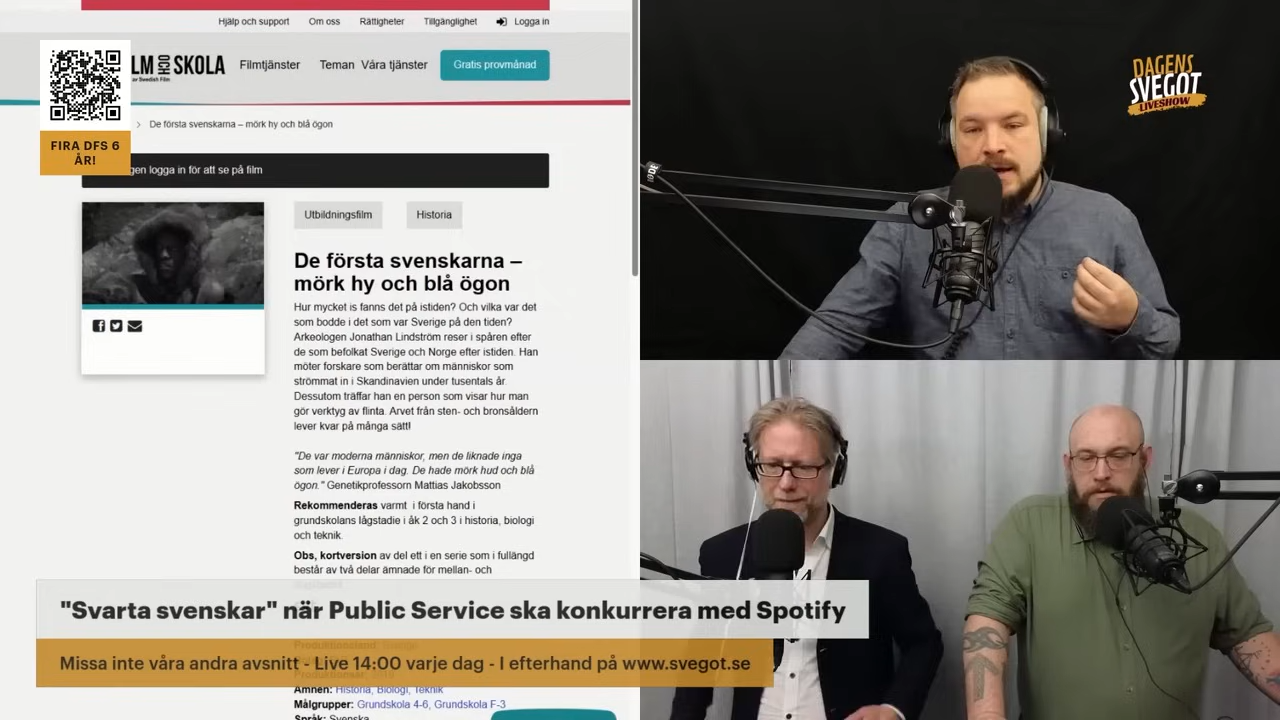 Hjälp och support Om oss Rättigheter Tillgänglighet Logga in
LM OCH SKOLA
av Swedish Film
Filmtjänster Teman Våra tjänster Gratis provmånad
FIRA DFS 6
ÅR!
De första svenskarna – mörk hy och blå ögon
gen logga in för att se på film
Utbildningsfilm Historia
De första svenskarna –
mörk hy och blå ögon
Hur mycket is fanns det på istiden? Och vilka var det
som bodde i det som var Sverige på den tiden?
Arkeologen Jonathan Lindström reser i spåren efter
de som befolkat Sverige och Norge efter istiden. Han
möter forskare som berättar om människor som
strömmat in i Skandinavien under tusentals år.
Dessutom träffar han en person som visar hur man
gör verktyg av flinta. Arvet från sten- och bronsåldern
lever kvar på många sätt!
"De var moderna människor, men de liknade inga
som lever i Europa i dag. De hade mörk hud och blå
ögon." Genetikprofessorn Mattias Jakobsson
Rekommenderas varmt i första hand i
grundskolans lågstadie i åk 2 och 3 i historia, biologi
och teknik.
Obs, kortversion av del ett i en serie som i fullängd
består av två delar ämnade för mellan- och
"Svarta svenskar" när Public Service ska konkurrera med Spotify
Missa inte våra andra avsnitt - Live 14:00 varje dag - I efterhand på www.svegot.se
Ämnen: Historia, Biologi, Teknik
Målgrupper: Grundskola 4-6, Grundskola F-3
Språk: Svenska
DAGENS
SVEGOT
LIVESHOW